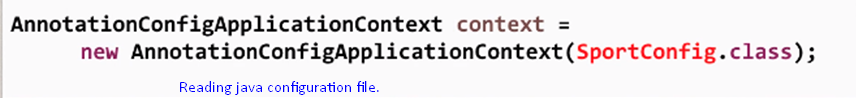 AnnotationConfigApplicationContext context =
new AnnotationConfigApplicationContext(SportConfig.class);
Reading java configuration file.